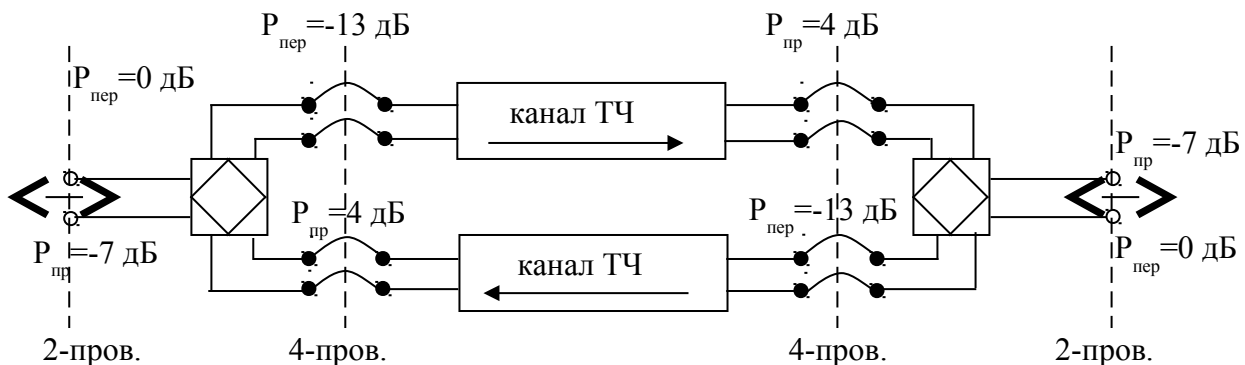 Pпер=-13 дБ
Pпр=4 дБ
Pпер=0 дБ
канал ТЧ
Pпр=-7 дБ
Pпр=4 дБ
Pпер=-13 дБ
Pпр=-7 дБ
канал ТЧ
Pпер=0 дБ
2-пров.
4-пров.
4-пров.
2-пров.